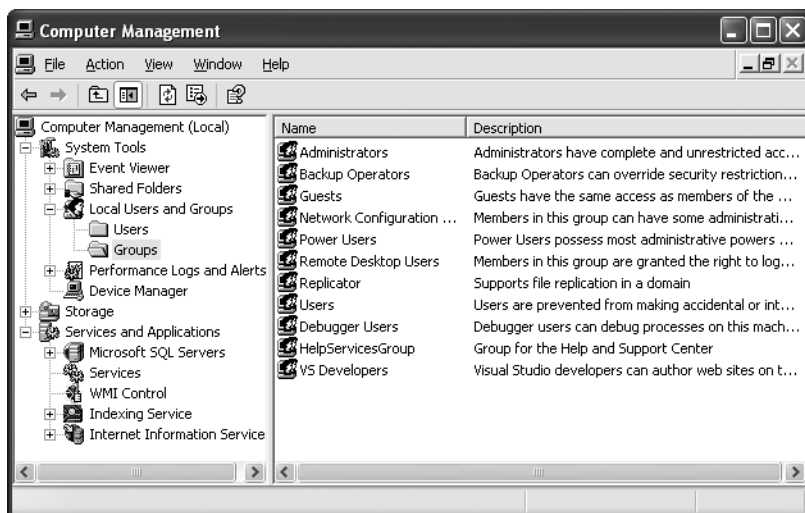 Computer Management
File Action View Window Help
Computer Management (Local)
System Tools
Event Viewer
Shared Folders
Local Users and Groups
Users
Groups
Performance Logs and Alerts
Device Manager
Storage
Services and Applications
Microsoft SQL Servers
Services
WMI Control
Indexing Service
Internet Information Service
Name Description
Administrators Administrators have complete and unrestricted acc...
Backup Operators Backup Operators can override security restriction...
Guests Guests have the same access as members of the ...
Network Configuration ... Members in this group can have some administrati...
Power Users Power Users possess most administrative powers ...
Remote Desktop Users Members in this group are granted the right to log...
Replicator Supports file replication in a domain
Users Users are prevented from making accidental or int...
Debugger Users Debugger users can debug processes on this mach...
HelpServicesGroup Group for the Help and Support Center
VS Developers Visual Studio developers can author web sites on t...